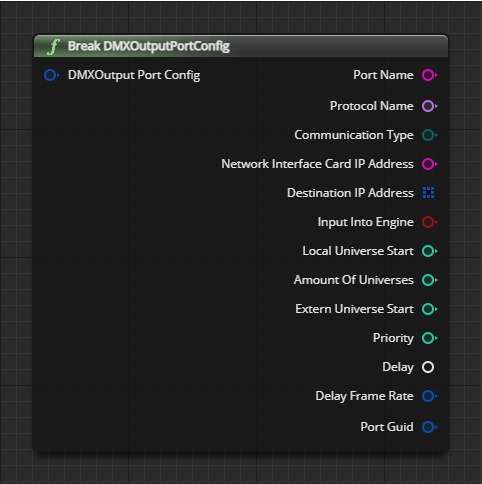 Break DMXOutputPortConfig
DMXOutput Port Config
Port Name
Protocol Name
Communication Type
Network Interface Card IP Address
Destination IP Address
Input Into Engine
Local Universe Start
Amount Of Universes
Extern Universe Start
Priority
Delay
Delay Frame Rate
Port Guid